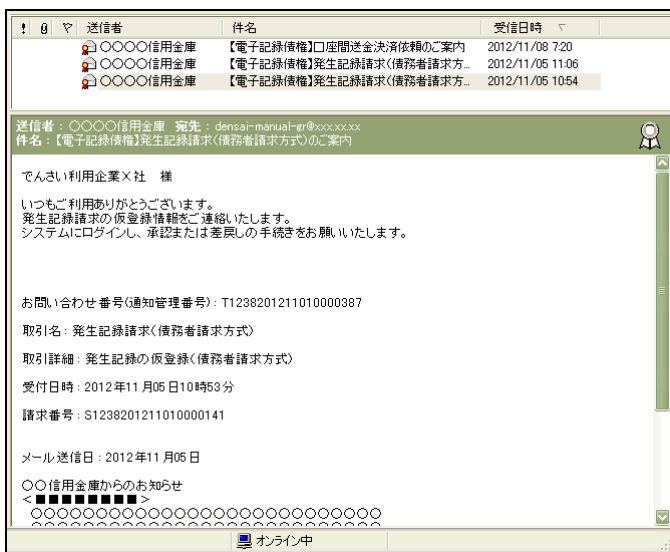 ! 送信者 件名 受信日時
○○○○信用金庫 【電子記録債権】口座間送金決済依頼のご案内 2012/11/08 7:20
○○○○信用金庫 【電子記録債権】発生記録請求(債務者請求方... 2012/11/05 11:06
○○○○信用金庫 【電子記録債権】発生記録請求(債務者請求方... 2012/11/05 10:54
送信者：○○○○信用金庫 宛先：densai-manual-gr@xxx.xx.xx
件名：【電子記録債権】発生記録請求(債務者請求方式)のご案内
でんさい利用企業×社 様
いつもご利用ありがとうございます。
発生記録請求の仮登録情報をご連絡いたします。
システムにログインし、承認または差戻しの手続きをお願いいたします。
お問い合わせ番号(通知管理番号)：T1238201211010000387
取引名：発生記録請求(債務者請求方式)
取引詳細：発生記録の仮登録(債務者請求方式)
受付日時：2012年11月05日10時53分
請求番号：S1238201211010000141
メール送信日：2012年11月05日
○○信用金庫からのお知らせ
<■■■■■■■■>
○○○○○○○○○○○○○○○○○○○○○○○○○○○
オンライン中